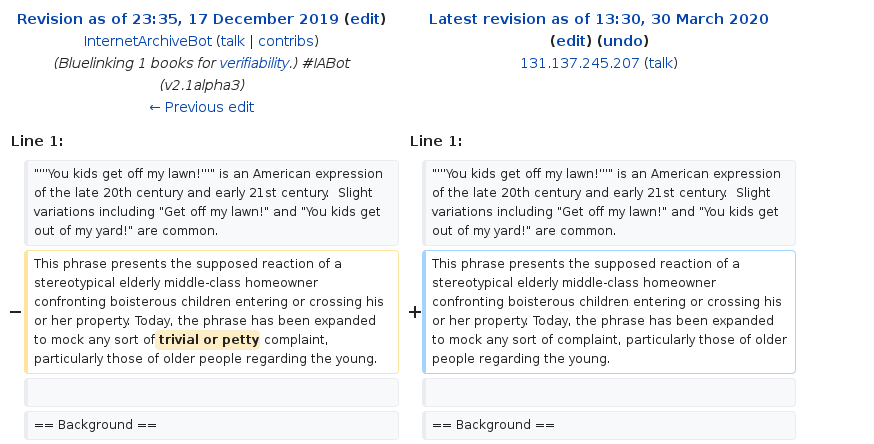 Revision as of 23:35, 17 December 2019 (edit)
InternetArchiveBot (talk | contribs)
(Bluelinking 1 books for verifiability.) #IABot
(v2.1alpha3)
← Previous edit
Latest revision as of 13:30, 30 March 2020
(edit) (undo)
131.137.245.207 (talk)
Line 1:
"'''You kids get off my lawn!'''" is an American expression
of the late 20th century and early 21st century.  Slight
variations including "Get off my lawn!" and "You kids get
out of my yard!" are common.
− This phrase presents the supposed reaction of a
stereotypical elderly middle-class homeowner
confronting boisterous children entering or crossing his
or her property. Today, the phrase has been expanded
to mock any sort of trivial or petty complaint,
particularly those of older people regarding the young.
== Background ==
Line 1:
"'''You kids get off my lawn!'''" is an American expression
of the late 20th century and early 21st century.  Slight
variations including "Get off my lawn!" and "You kids get
out of my yard!" are common.
+ This phrase presents the supposed reaction of a
stereotypical elderly middle-class homeowner
confronting boisterous children entering or crossing his
or her property. Today, the phrase has been expanded
to mock any sort of complaint, particularly those of older
people regarding the young.
== Background ==